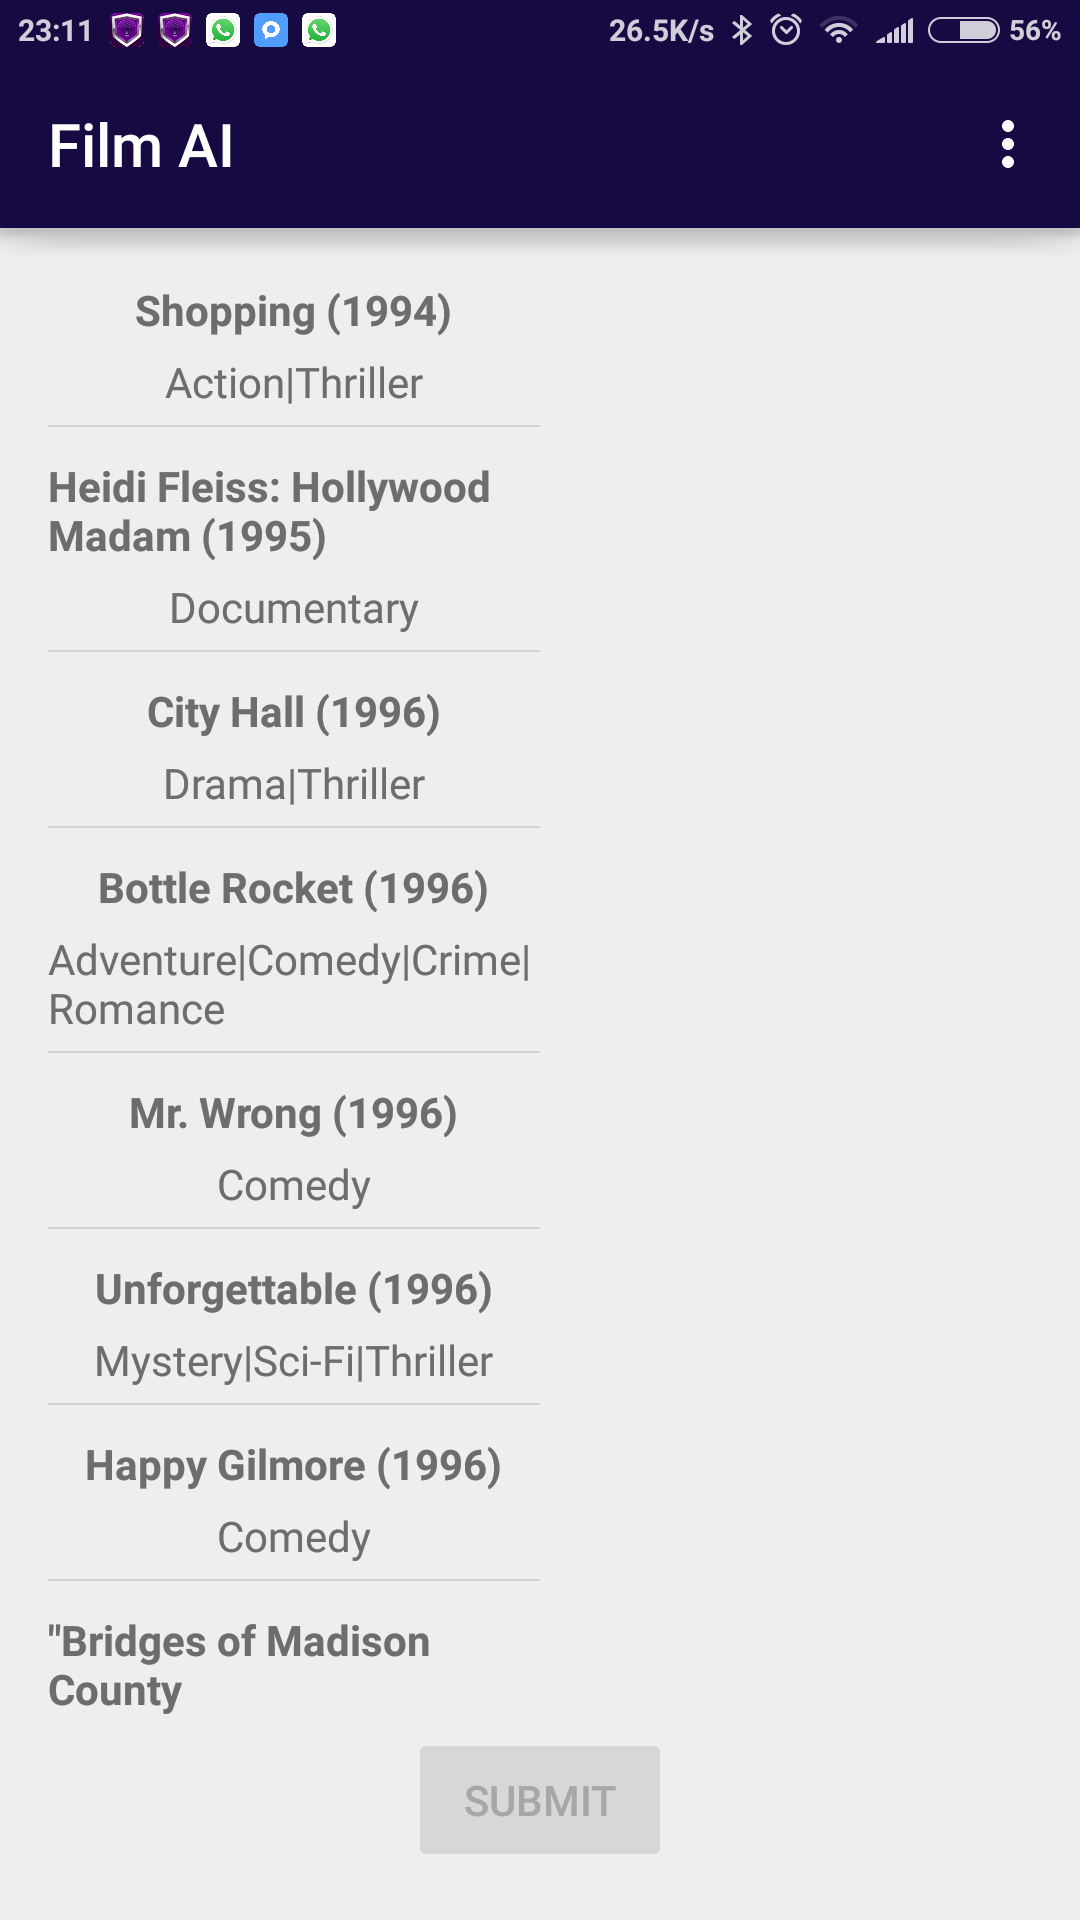 23:11 26.5K/s 56%
Film AI
Shopping (1994)
Action|Thriller
Heidi Fleiss: Hollywood
Madam (1995)
Documentary
City Hall (1996)
Drama|Thriller
Bottle Rocket (1996)
Adventure|Comedy|Crime|
Romance
Mr. Wrong (1996)
Comedy
Unforgettable (1996)
Mystery|Sci-Fi|Thriller
Happy Gilmore (1996)
Comedy
"Bridges of Madison
County
SUBMIT